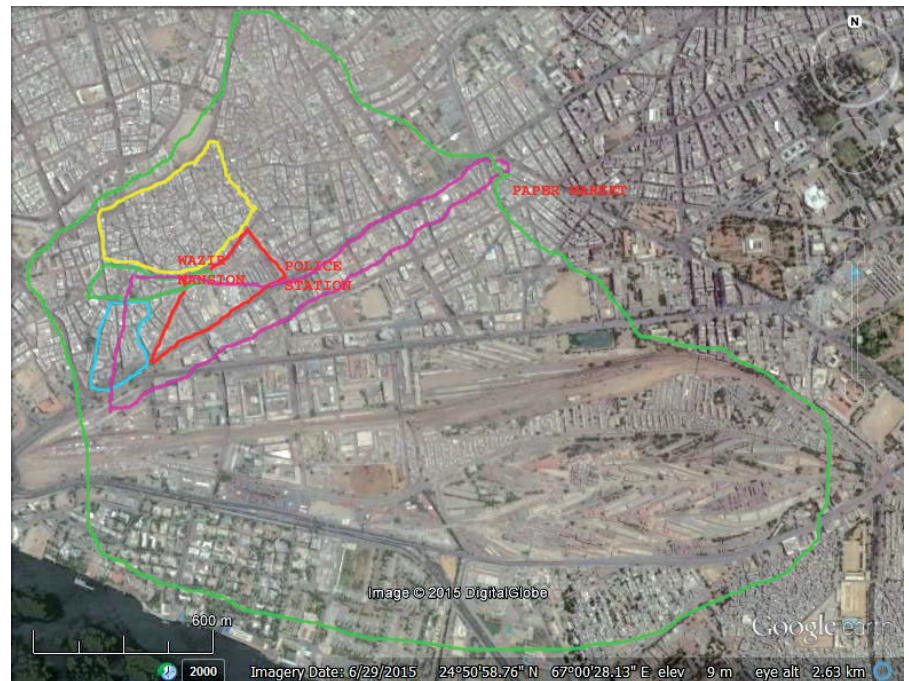 N
PAPER MARKET
WAZIR
MANSION
POLICE
STATION
Image © 2015 DigitalGlobe
600 m
Google earth
2000
Imagery Date: 6/29/2015 24°50'58.76" N 67°00'28.13" E elev 9 m eye alt 2.63 km